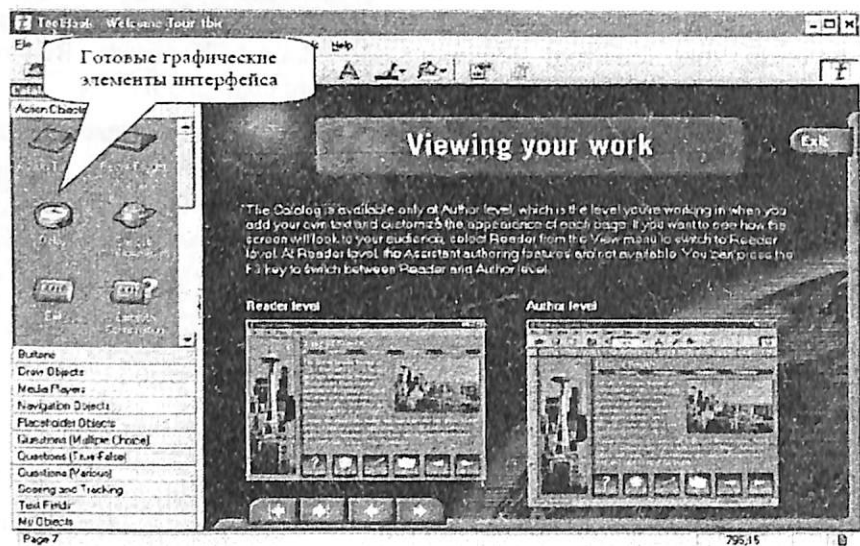 ToolBook - Welcome Tour.tbk
Help
Готовые графические
элементы интерфейса
Action Objects
Viewing your work
Exit
The Catalog is available only at Author level, which is the level you're working in when you
add your own text and customize the appearance of each page. If you want to see how the
screen will look to your audience, select Reader from the View menu to switch to Reader
level. At Reader level, the Assistant authoring features are not available. You can press the
F3 key to switch between Reader and Author level.
Delay
Exit
Reader level
Author level
Buttons
Draw Objects
Media Players
Navigation Objects
Placeholder Objects
Questions (Multiple Choice)
Questions (True-False)
Questions (Various)
Scoring and Tracking
Text Fields
My Objects
Page 7
795,15